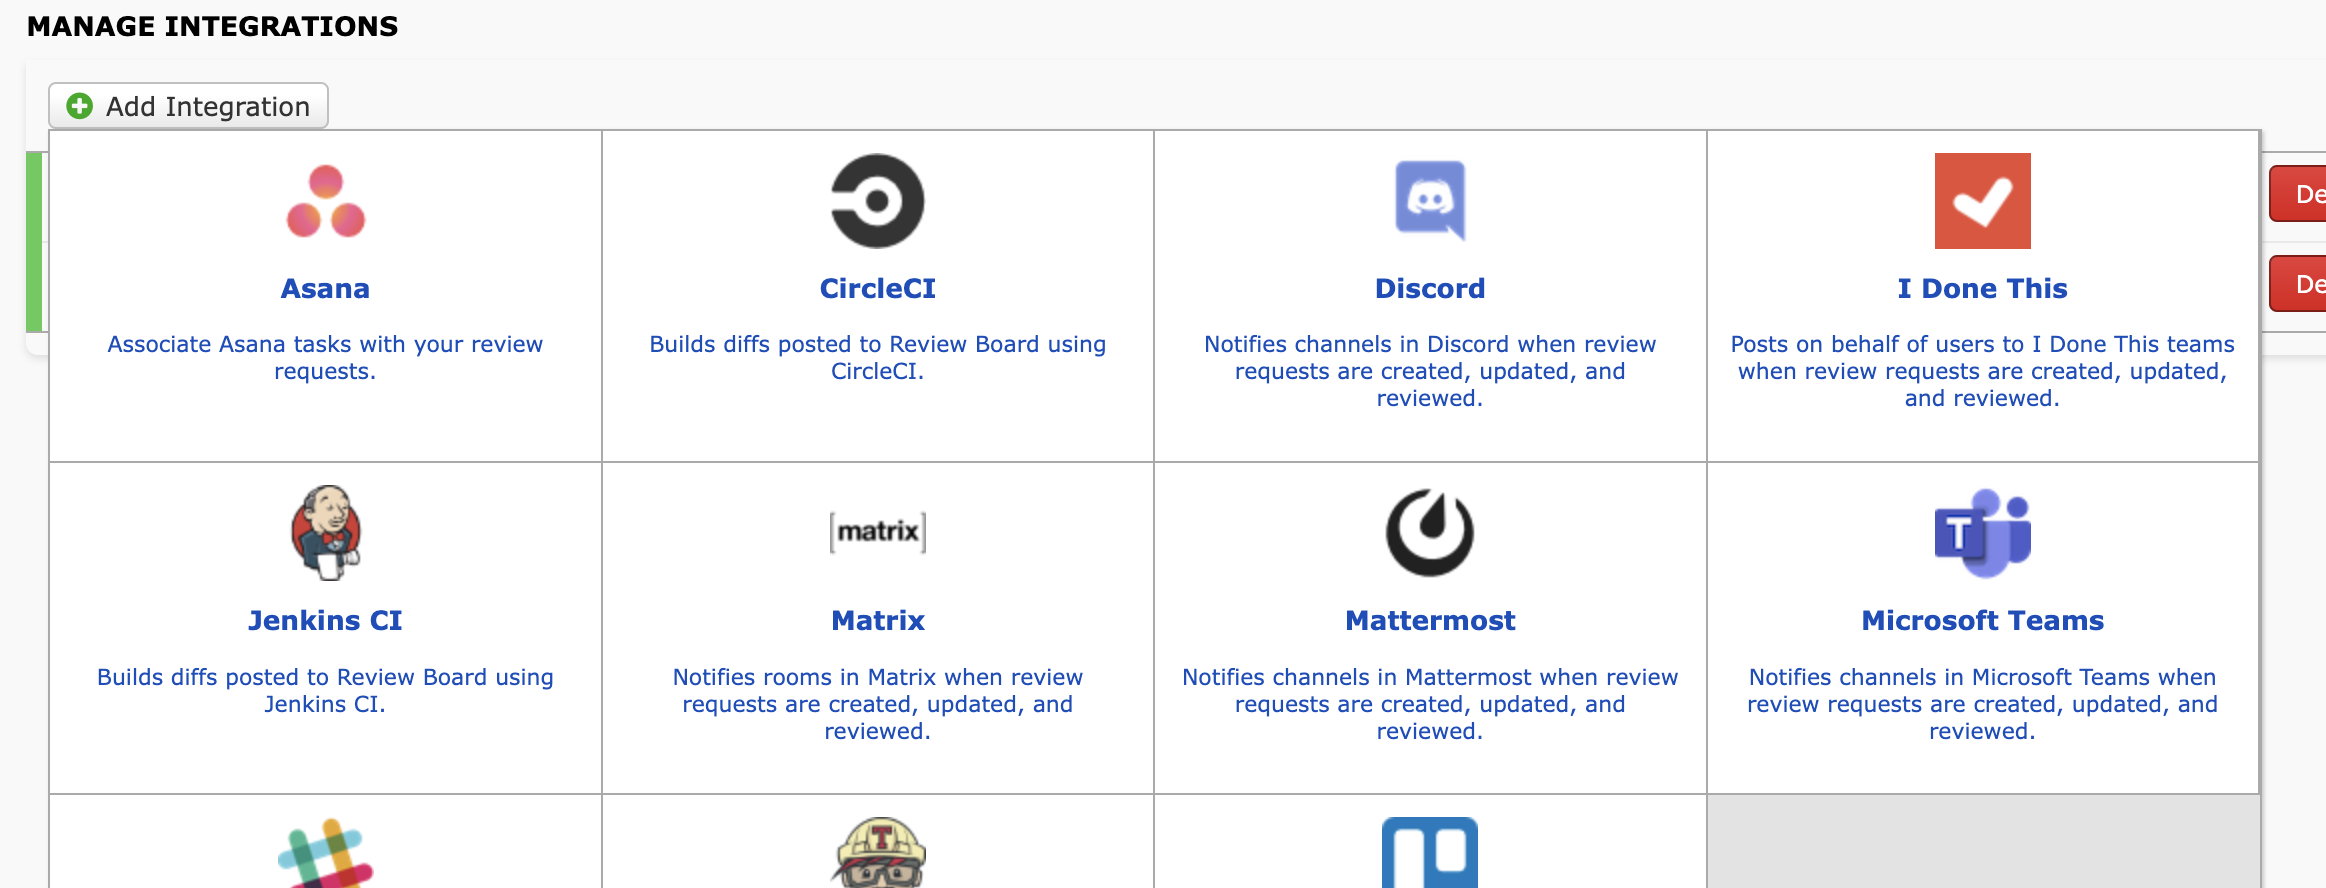 MANAGE INTEGRATIONS
Add Integration
Asana
Associate Asana tasks with your review
requests.
CircleCI
Builds diffs posted to Review Board using
CircleCI.
Discord
Notifies channels in Discord when review
requests are created, updated, and
reviewed.
I Done This
Posts on behalf of users to I Done This teams
when review requests are created, updated,
and reviewed.
De
De
Jenkins CI
Builds diffs posted to Review Board using
Jenkins CI.
[matrix]
Matrix
Notifies rooms in Matrix when review
requests are created, updated, and
reviewed.
Mattermost
Notifies channels in Mattermost when review
requests are created, updated, and
reviewed.
T
Microsoft Teams
Notifies channels in Microsoft Teams when
review requests are created, updated, and
reviewed.
T